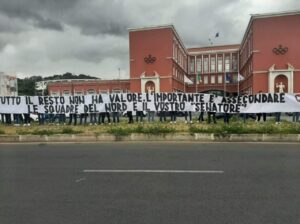 TUTTO IL RESTO NON HA VALORE, L'IMPORTANTE E' ASSECONDARE
LE SQUADRE DEL NORD E IL VOSTRO "SENATORE"